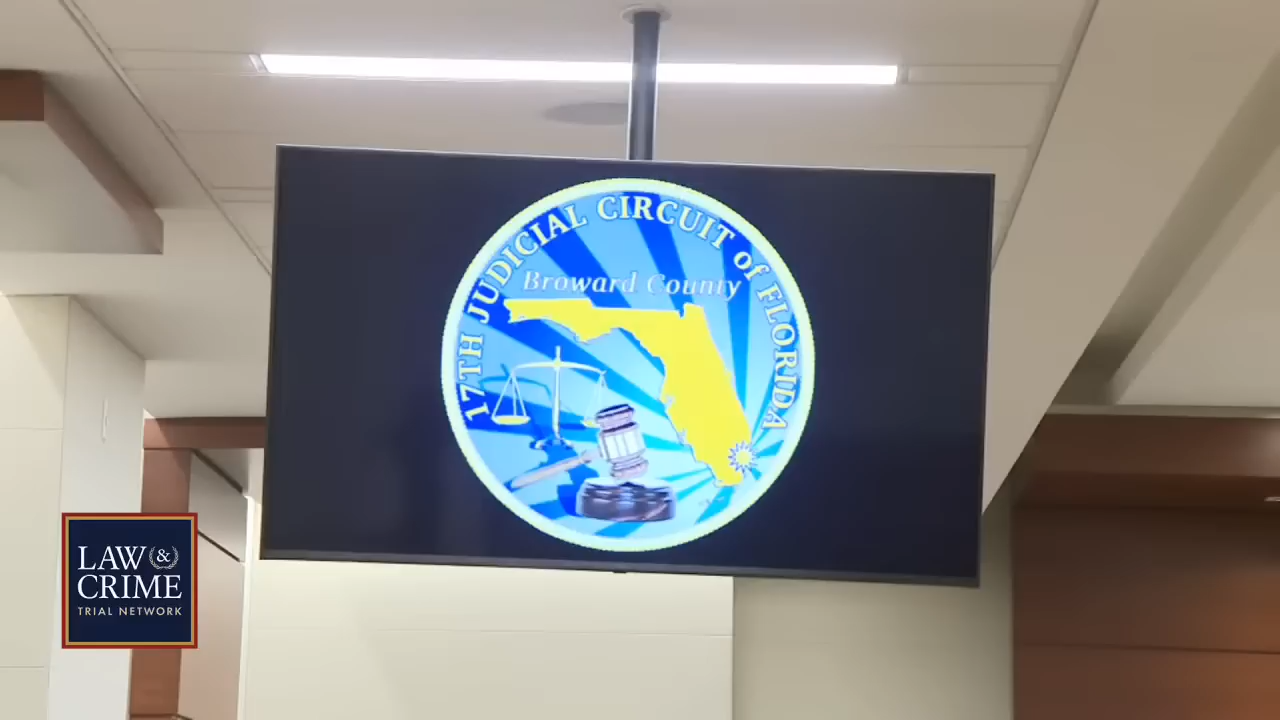 17TH JUDICIAL CIRCUIT of FLORIDA
Broward County
LAW &
CRIME
TRIAL NETWORK